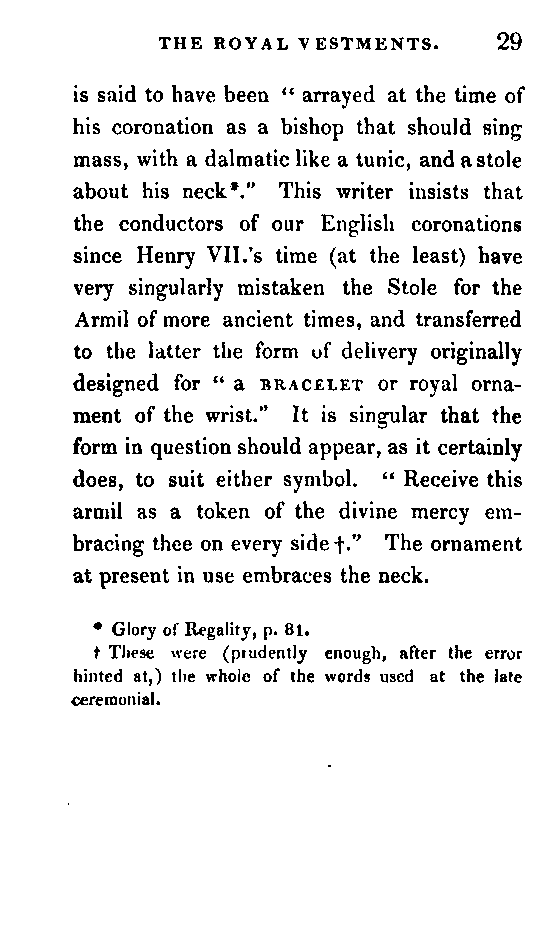 THE ROYAL VESTMENTS. 29
is said to have been “ arrayed at the time of
his coronation as a bishop that should sing
mass, with a dalmatic like a tunic, and a stole
about his neck*.” This writer insists that
the conductors of our English coronations
since Henry VII.’s time (at the least) have
very singularly mistaken the Stole for the
Armil of more ancient times, and transferred
to the latter the form of delivery originally
designed for “ a BRACELET or royal orna-
ment of the wrist.” It is singular that the
form in question should appear, as it certainly
does, to suit either symbol. “ Receive this
armil as a token of the divine mercy em-
bracing thee on every side†.” The ornament
at present in use embraces the neck.
* Glory of Regality, p. 81.
† These were (prudently enough, after the error
hinted at,) the whole of the words used at the late
ceremonial.